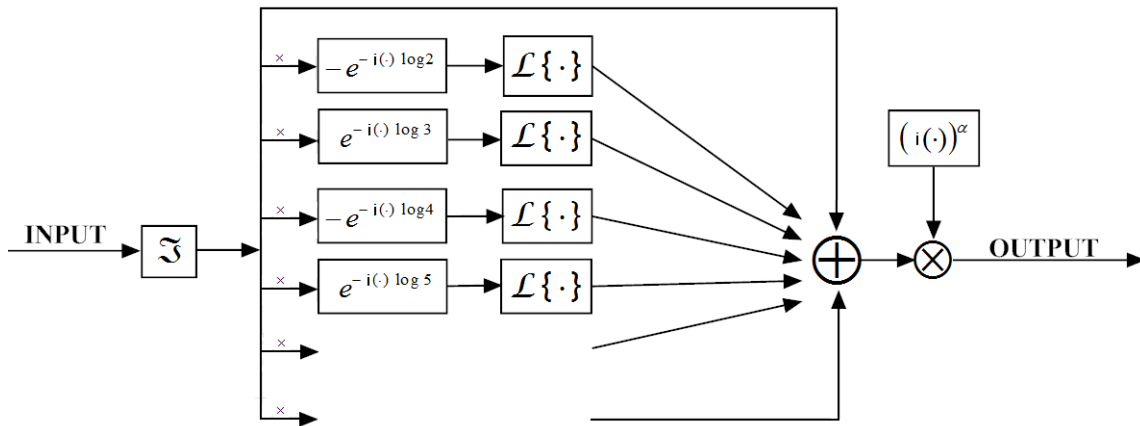 ×
− e^{− i(·) log2}
ℒ{·}
×
e^{− i(·) log 3}
ℒ{·}
(i(·))^α
×
− e^{− i(·) log4}
ℒ{·}
INPUT
𝔍
OUTPUT
×
e^{− i(·) log 5}
ℒ{·}
×
×